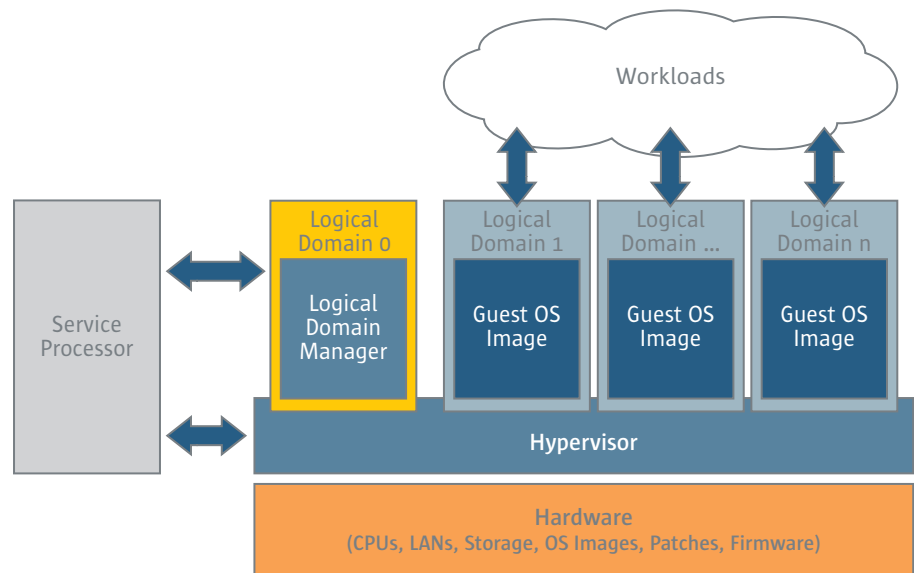 Workloads
Logical
Domain 0
Logical
Domain 1
Logical
Domain ...
Logical
Domain n
Service
Processor
Logical
Domain
Manager
Guest OS
Image
Guest OS
Image
Guest OS
Image
Hypervisor
Hardware
(CPUs, LANs, Storage, OS Images, Patches, Firmware)